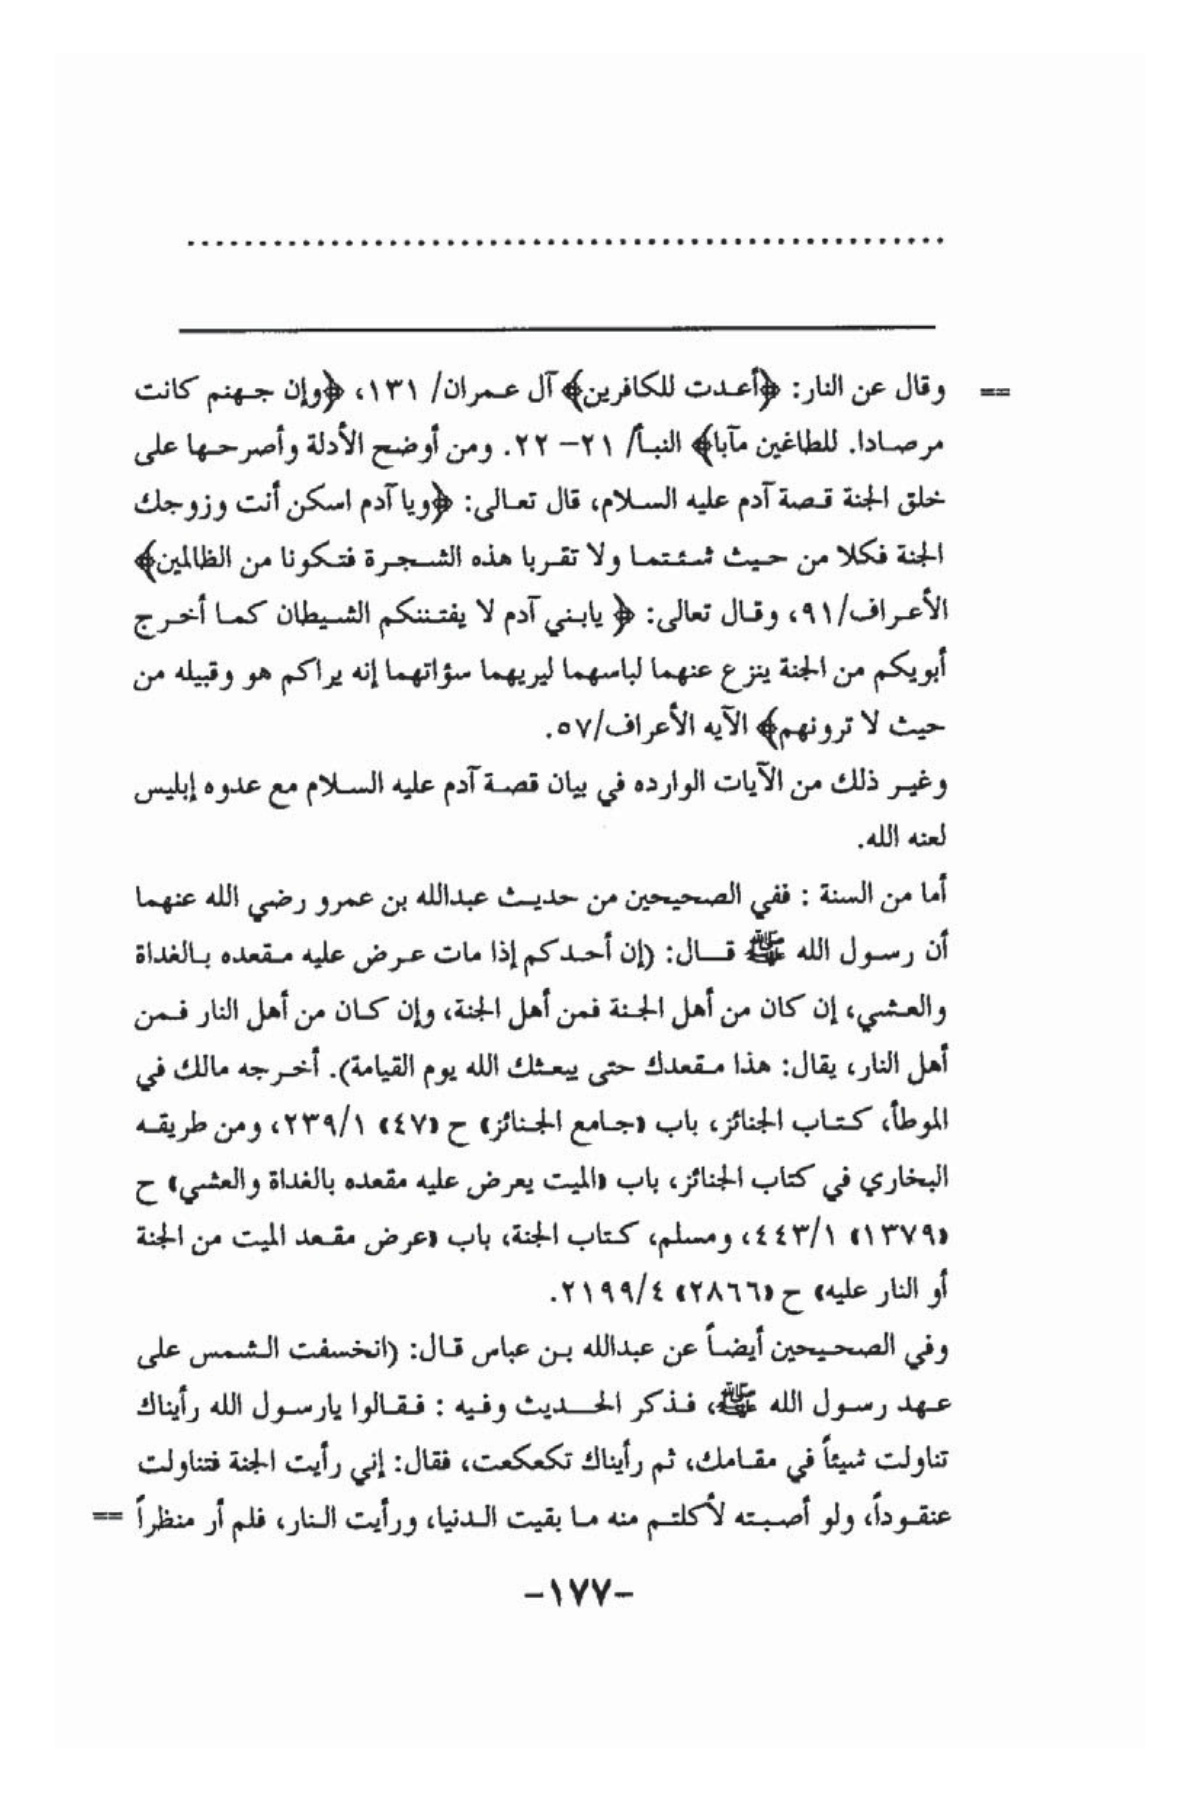 ................................................
== وقال عن النار: ﴿أعدت للكافرين﴾ آل عمران/ ١٣١، ﴿وإن جهنم كانت
مرصادا. للطاغين مآبا﴾ النبأ/ ٢١- ٢٢. ومن أوضح الأدلة وأصرحها على
خلق الجنة قصة آدم عليه السلام، قال تعالى: ﴿ويا آدم اسكن أنت وزوجك
الجنة فكلا من حيث شئتما ولا تقربا هذه الشجرة فتكونا من الظالمين﴾
الأعراف/٩١، وقال تعالى: ﴿ يابني آدم لا يفتننكم الشيطان كما أخرج
أبويكم من الجنة ينزع عنهما لباسهما ليريهما سؤاتهما إنه يراكم هو وقبيله من
حيث لا ترونهم﴾ الآيه الأعراف/٥٧.
وغير ذلك من الآيات الوارده في بيان قصة آدم عليه السلام مع عدوه إبليس
لعنه الله.
أما من السنة : ففي الصحيحين من حديث عبدالله بن عمرو رضي الله عنهما
أن رسول الله ﷺ قال: (إن أحدكم إذا مات عرض عليه مقعده بالغداة
والعشي، إن كان من أهل الجنة فمن أهل الجنة، وإن كان من أهل النار فمن
أهل النار، يقال: هذا مقعدك حتى يبعثك الله يوم القيامة). أخرجه مالك في
الموطأ، كتاب الجنائز، باب «جامع الجنائز» ح «٤٧» ٢٣٩/١، ومن طريقه
البخاري في كتاب الجنائز، باب «الميت يعرض عليه مقعده بالغداة والعشي» ح
«١٣٧٩» ٤٤٣/١، ومسلم، كتاب الجنة، باب «عرض مقعد الميت من الجنة
أو النار عليه» ح «٢٨٦٦» ٢١٩٩/٤.
وفي الصحيحين أيضاً عن عبدالله بن عباس قال: (انخسفت الشمس على
عهد رسول الله ﷺ، فذكر الحديث وفيه : فقالوا يارسول الله رأيناك
تناولت شيئاً في مقامك، ثم رأيناك تكعكعت، فقال: إني رأيت الجنة فتناولت
عنقوداً، ولو أصبته لأكلتم منه ما بقيت الدنيا، ورأيت النار، فلم أر منظراً ==
-١٧٧-